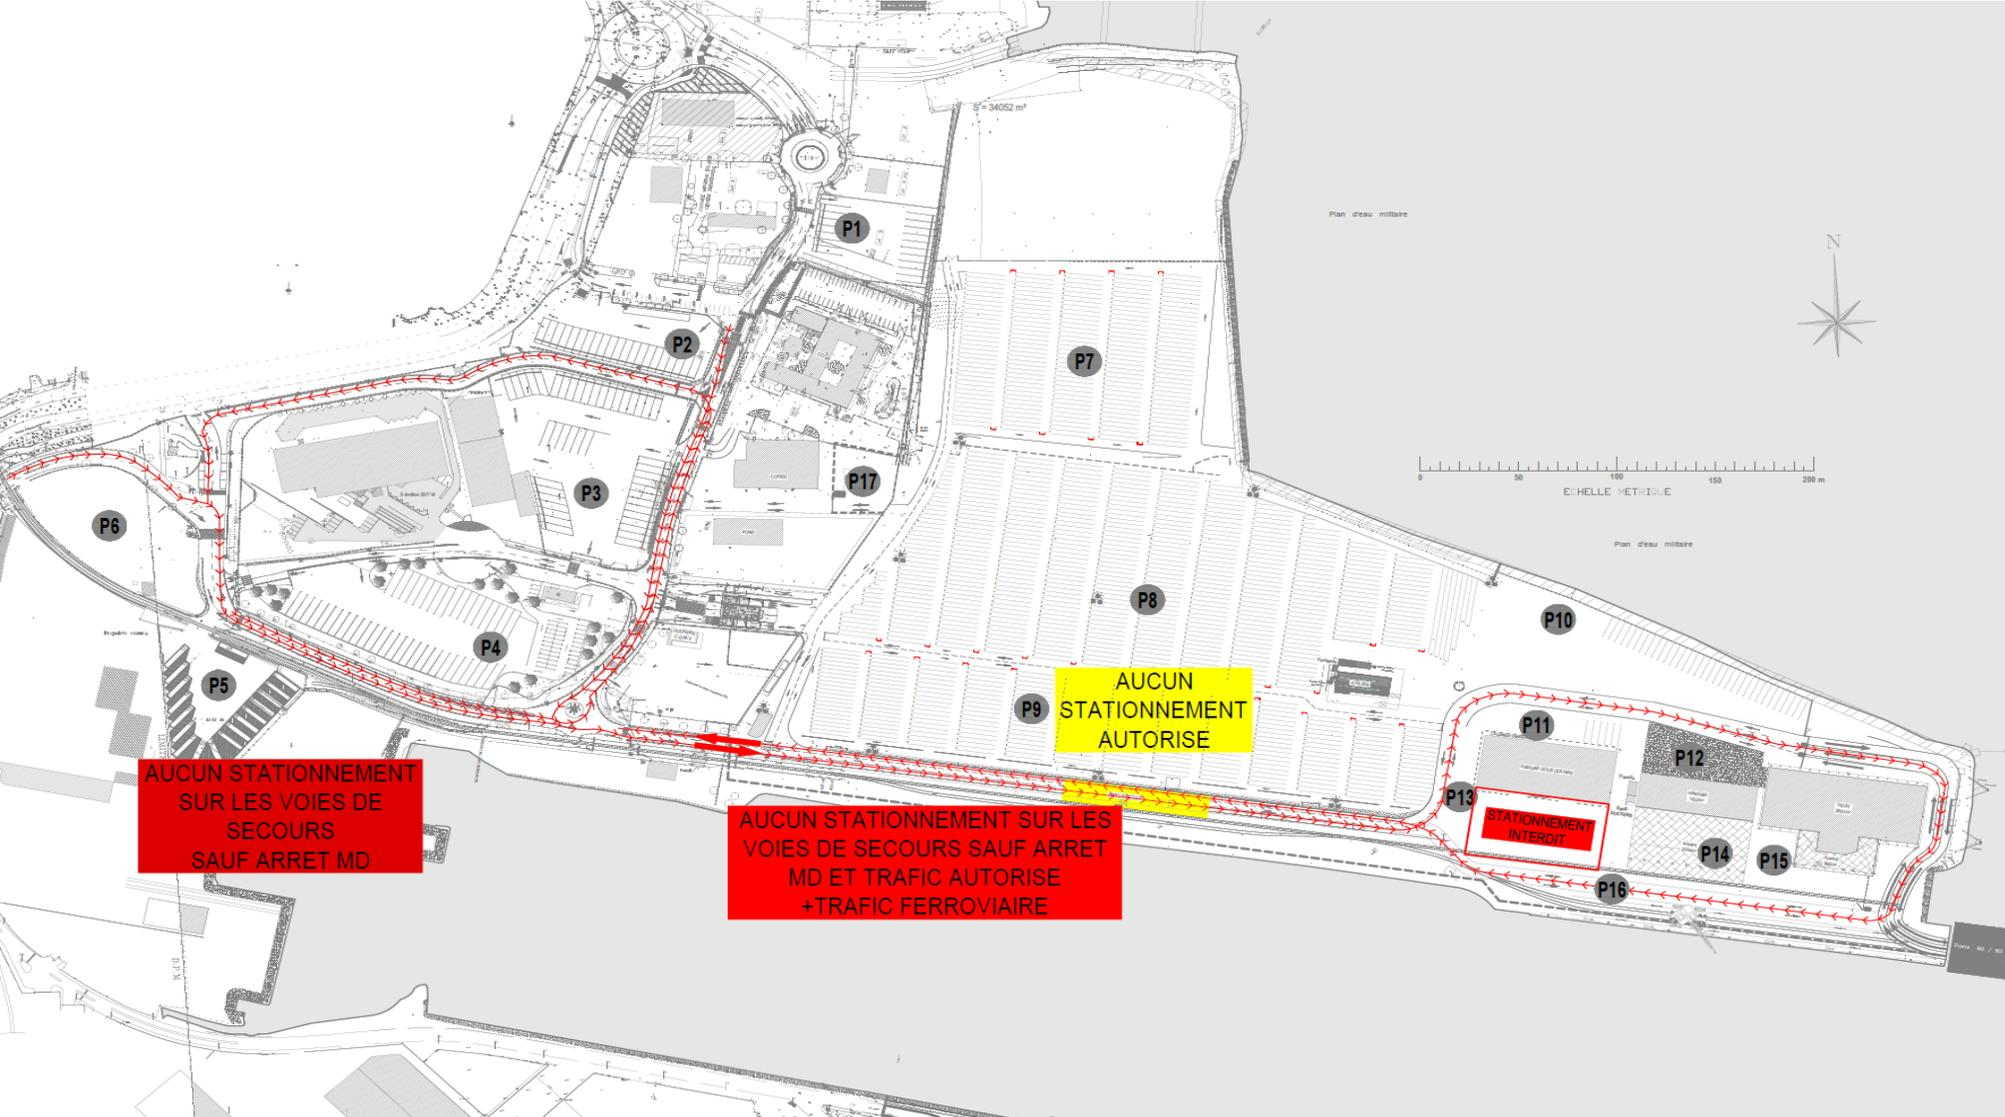 S = 34052 m²
Plan d'eau militaire
N
P1
P2
P7
0 50 100 150 200 m
ECHELLE METRIQUE
P17
P3
P6
Plan d'eau militaire
P8
P10
P4
P5
AUCUN
STATIONNEMENT
AUTORISE
P9
P11
P12
P13
STATIONNEMENT
INTERDIT
P14
P15
P16
AUCUN STATIONNEMENT
SUR LES VOIES DE
SECOURS
SAUF ARRET MD
AUCUN STATIONNEMENT SUR LES
VOIES DE SECOURS SAUF ARRET
MD ET TRAFIC AUTORISE
+TRAFIC FERROVIAIRE
D.P.M